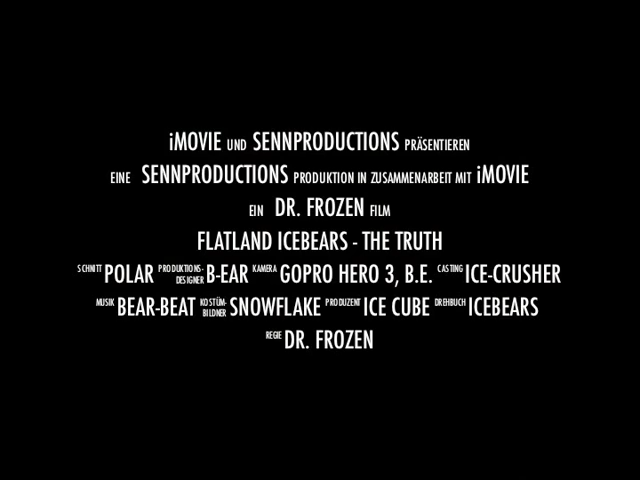 iMOVIE UND SENNPRODUCTIONS PRÄSENTIEREN
EINE SENNPRODUCTIONS PRODUKTION IN ZUSAMMENARBEIT MIT iMOVIE
EIN DR. FROZEN FILM
FLATLAND ICEBEARS - THE TRUTH
SCHNITT POLAR PRODUKTIONS-DESIGNER B-EAR KAMERA GOPRO HERO 3, B.E. CASTING ICE-CRUSHER
MUSIK BEAR-BEAT KOSTÜM-BILDNER SNOWFLAKE PRODUZENT ICE CUBE DREHBUCH ICEBEARS
REGIE DR. FROZEN